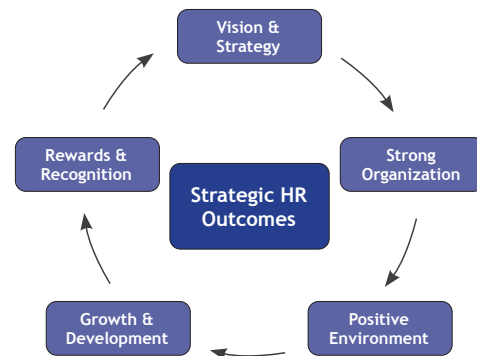 Vision &
Strategy
Rewards &
Recognition
Strategic HR
Outcomes
Strong
Organization
Growth &
Development
Positive
Environment